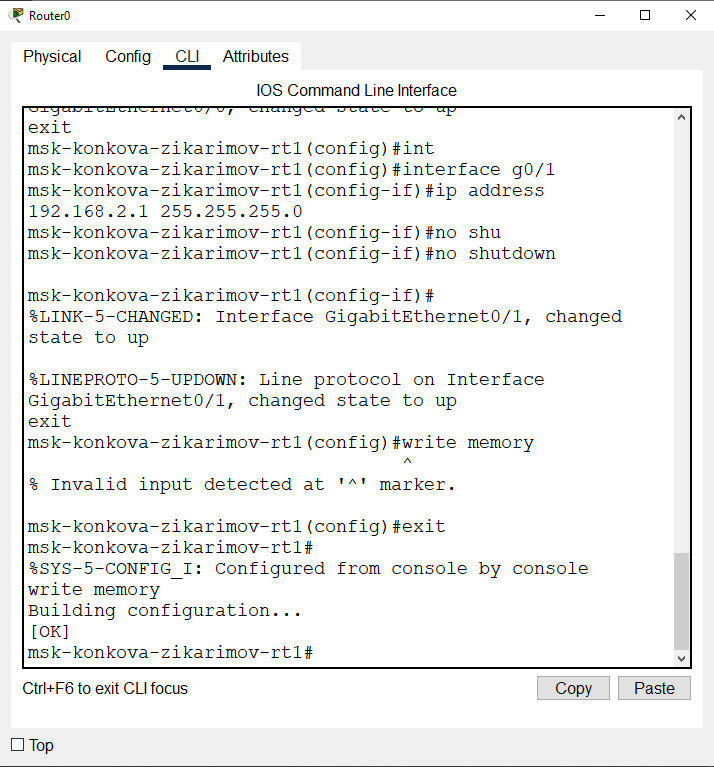 Router0
Physical Config CLI Attributes
IOS Command Line Interface
GigabitEthernet0/0, changed state to up
exit
msk-konkova-zikarimov-rt1(config)#int
msk-konkova-zikarimov-rt1(config)#interface g0/1
msk-konkova-zikarimov-rt1(config-if)#ip address
192.168.2.1 255.255.255.0
msk-konkova-zikarimov-rt1(config-if)#no shu
msk-konkova-zikarimov-rt1(config-if)#no shutdown
msk-konkova-zikarimov-rt1(config-if)#
%LINK-5-CHANGED: Interface GigabitEthernet0/1, changed
state to up
%LINEPROTO-5-UPDOWN: Line protocol on Interface
GigabitEthernet0/1, changed state to up
exit
msk-konkova-zikarimov-rt1(config)#write memory
^
% Invalid input detected at '^' marker.
msk-konkova-zikarimov-rt1(config)#exit
msk-konkova-zikarimov-rt1#
%SYS-5-CONFIG_I: Configured from console by console
write memory
Building configuration...
[OK]
msk-konkova-zikarimov-rt1#
Ctrl+F6 to exit CLI focus
Copy Paste
Top